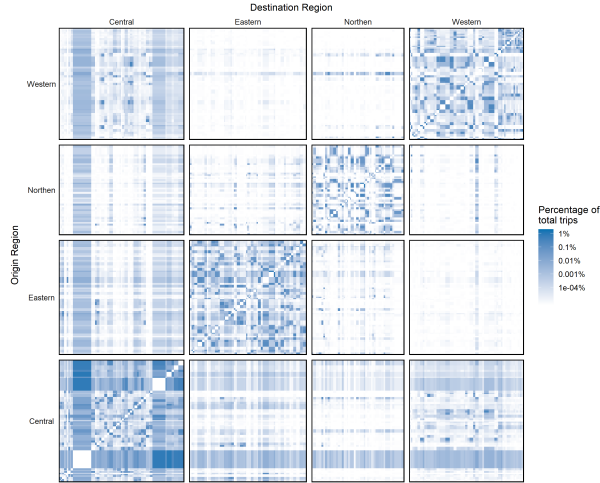 Destination Region
Central Eastern Northen Western
Western
Northen
Eastern
Central
Origin Region
Percentage of
total trips
1%
0.1%
0.01%
0.001%
1e-04%